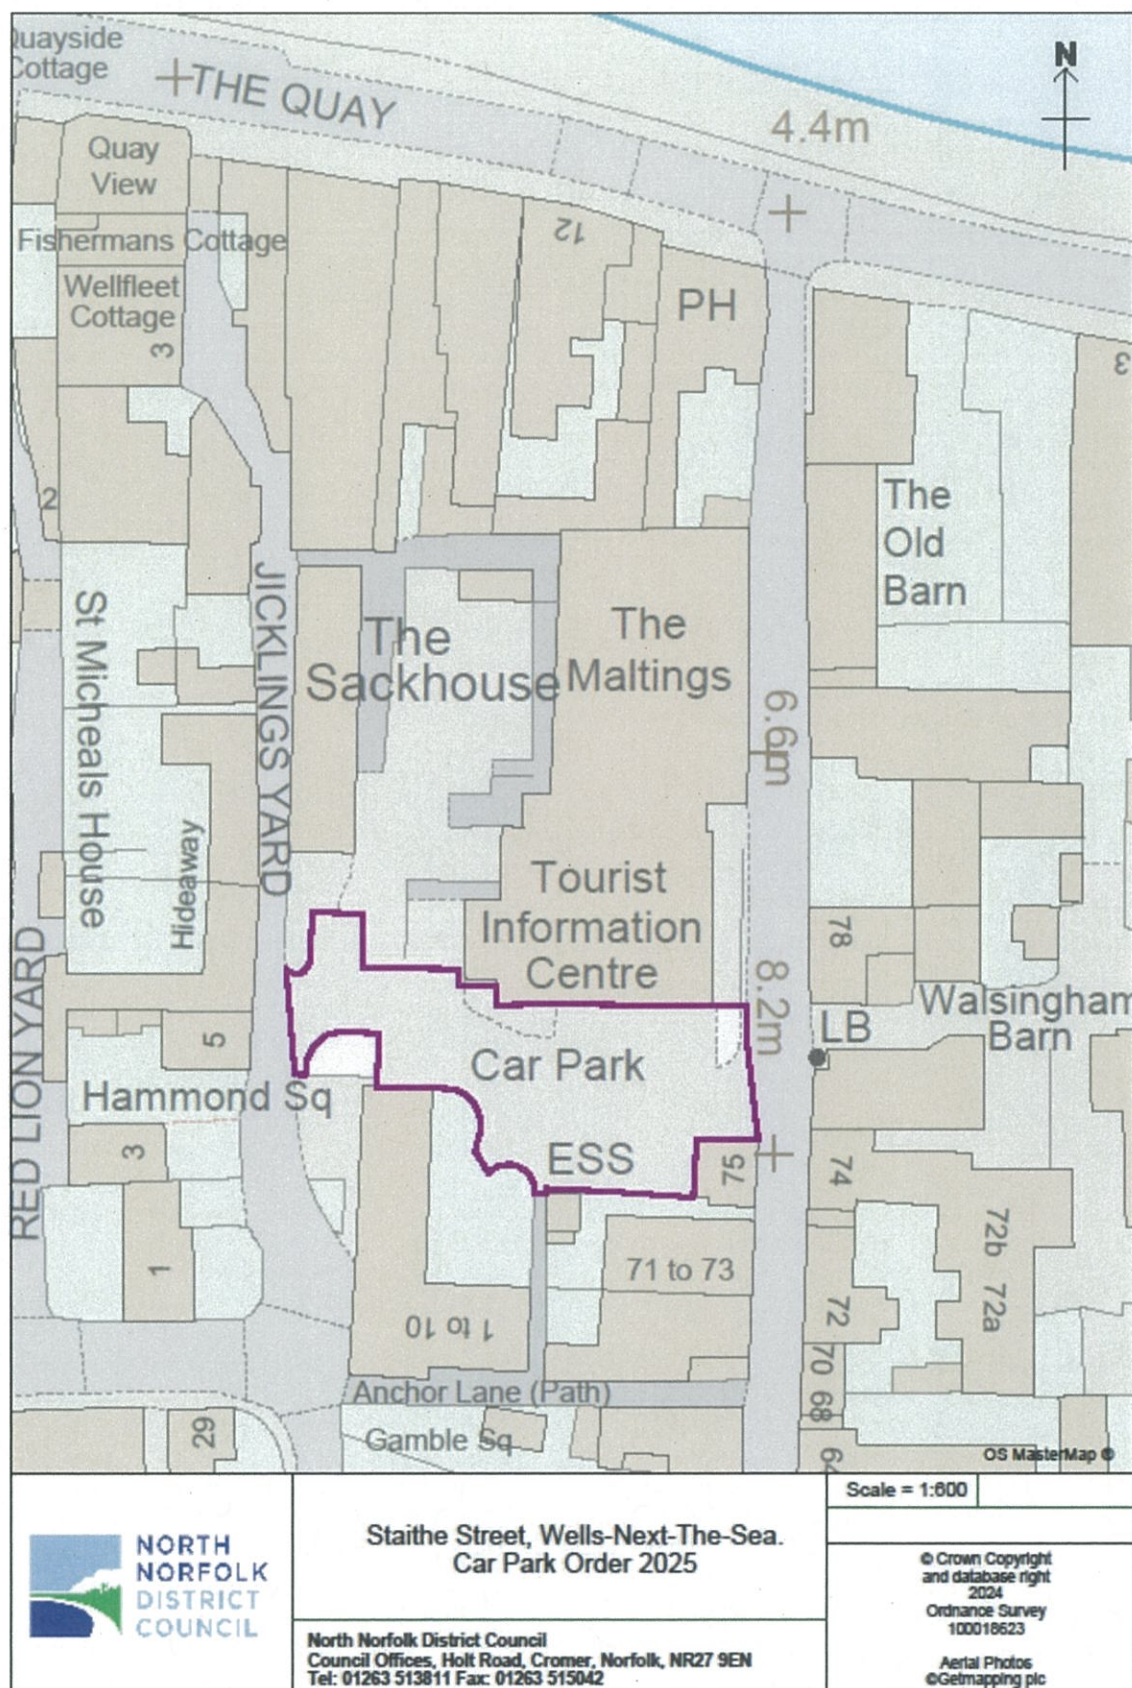 Quayside
Cottage
THE QUAY
N
4.4m
Quay
View
12
Fishermans Cottage
Wellfleet
Cottage
3
PH
3
2
The
Old
Barn
JICKLINGS YARD
St Micheals House
The
Sackhouse
The
Maltings
6.6m
Hideaway
Tourist
Information
Centre
78
RED LION YARD
8.2m
Walsingham
Barn
LB
5
Car Park
Hammond Sq
3
ESS
75
74
72b
72a
1
71 to 73
72
1 to 10
70
68
Anchor Lane (Path)
29
Gamble Sq
64
OS MasterMap ®
NORTH
NORFOLK
DISTRICT
COUNCIL
Staithe Street, Wells-Next-The-Sea.
Car Park Order 2025
North Norfolk District Council
Council Offices, Holt Road, Cromer, Norfolk, NR27 9EN
Tel: 01263 513811 Fax: 01263 515042
Scale = 1:600
© Crown Copyright
and database right
2024
Ordnance Survey
100018623
Aerial Photos
©Getmapping plc